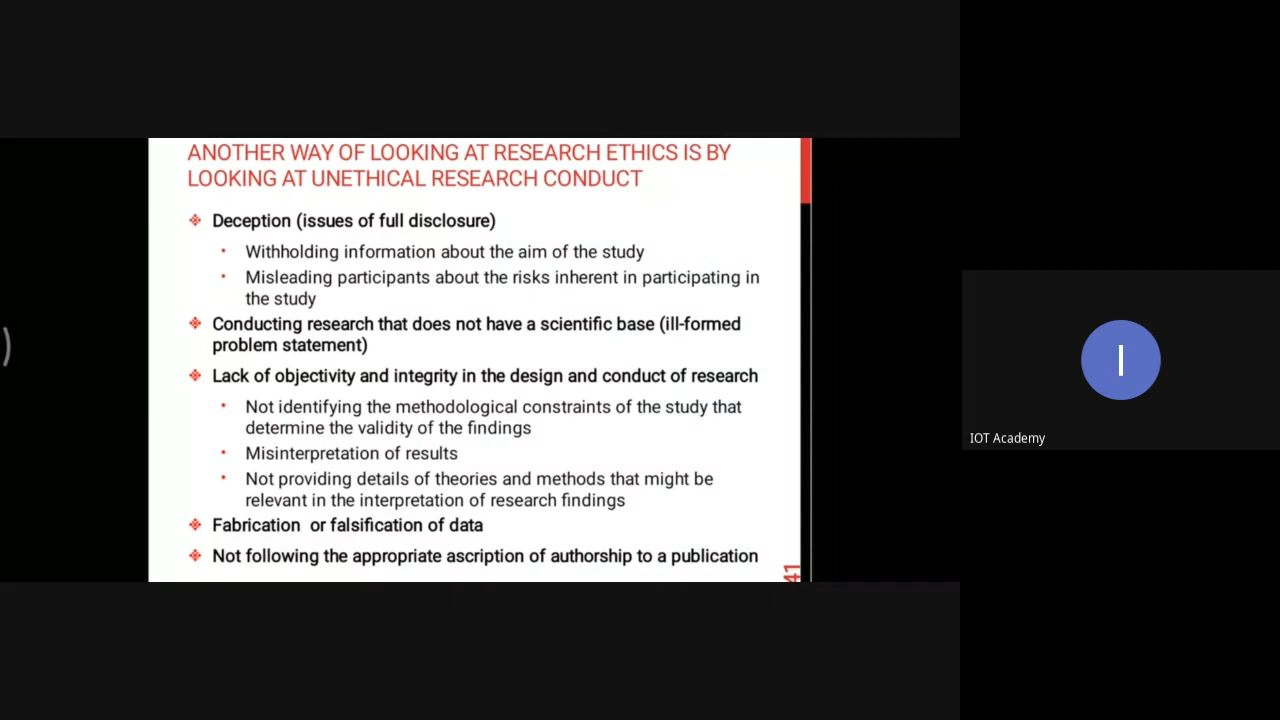 ANOTHER WAY OF LOOKING AT RESEARCH ETHICS IS BY
LOOKING AT UNETHICAL RESEARCH CONDUCT
Deception (issues of full disclosure)
Withholding information about the aim of the study
Misleading participants about the risks inherent in participating in
the study
Conducting research that does not have a scientific base (ill-formed
problem statement)
Lack of objectivity and integrity in the design and conduct of research
Not identifying the methodological constraints of the study that
determine the validity of the findings
Misinterpretation of results
Not providing details of theories and methods that might be
relevant in the interpretation of research findings
Fabrication  or falsification of data
Not following the appropriate ascription of authorship to a publication
41
I
IOT Academy